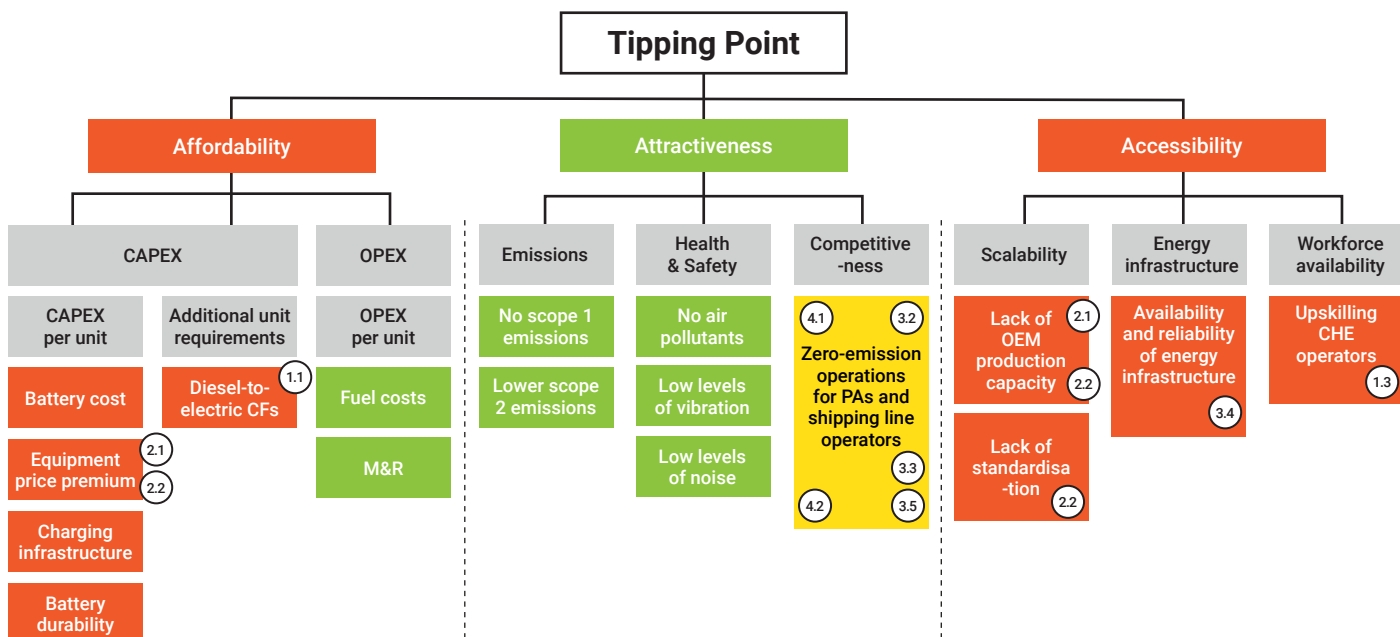 Tipping Point
Affordability
Attractiveness
Accessibility
CAPEX
OPEX
Emissions
Health
& Safety
Competitive
-ness
Scalability
Energy
infrastructure
Workforce
availability
CAPEX
per unit
Additional unit
requirements
OPEX
per unit
Battery cost
Diesel-to-
electric CFs
1.1
Fuel costs
Equipment
price premium
2.1
2.2
M&R
Charging
infrastructure
Battery
durability
No scope 1
emissions
Lower scope
2 emissions
No air
pollutants
Low levels
of vibration
Low levels
of noise
4.1
3.2
Zero-emission
operations
for PAs and
shipping line
operators
3.3
4.2
3.5
Lack of
OEM
production
capacity
2.1
2.2
Lack of
standardisa
-tion
2.2
Availability
and reliability
of energy
infrastructure
3.4
Upskilling
CHE
operators
1.3